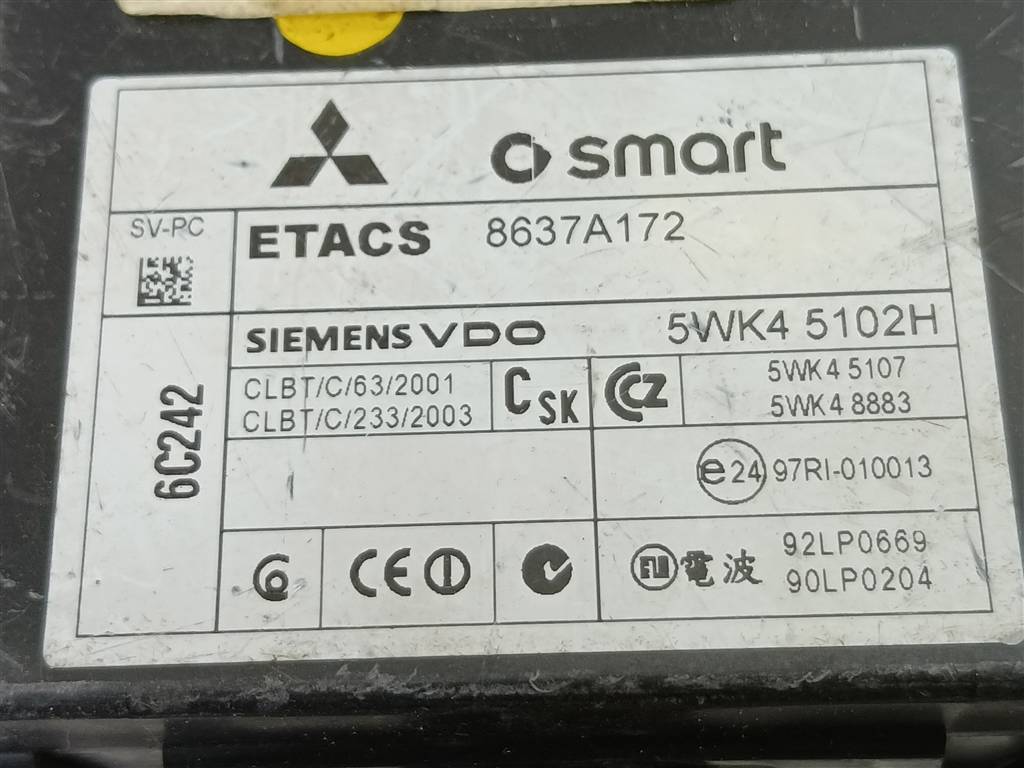 smart
SV-PC
ETACS 8637A172
SIEMENS VDO 5WK4 5102H
6C242
CLBT/C/63/2001
CLBT/C/233/2003
CSK
CCZ
5WK4 5107
5WK4 8883
e24 97RI-010013
CE
電波
92LP0669
90LP0204